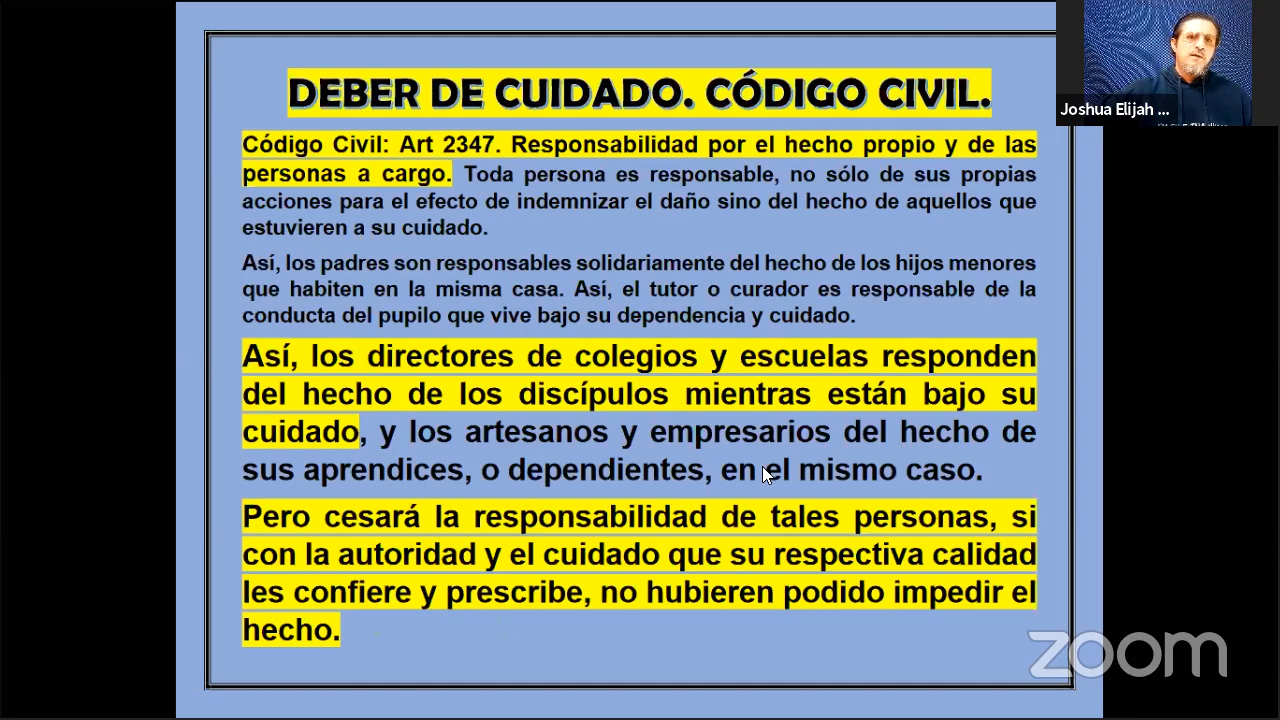 DEBER DE CUIDADO. CÓDIGO CIVIL.
Código Civil: Art 2347. Responsabilidad por el hecho propio y de las
personas a cargo. Toda persona es responsable, no sólo de sus propias
acciones para el efecto de indemnizar el daño sino del hecho de aquellos que
estuvieren a su cuidado.
Así, los padres son responsables solidariamente del hecho de los hijos menores
que habiten en la misma casa. Así, el tutor o curador es responsable de la
conducta del pupilo que vive bajo su dependencia y cuidado.
Así, los directores de colegios y escuelas responden
del hecho de los discípulos mientras están bajo su
cuidado, y los artesanos y empresarios del hecho de
sus aprendices, o dependientes, en el mismo caso.
Pero cesará la responsabilidad de tales personas, si
con la autoridad y el cuidado que su respectiva calidad
les confiere y prescribe, no hubieren podido impedir el
hecho.
Joshua Elijah ...
zoom